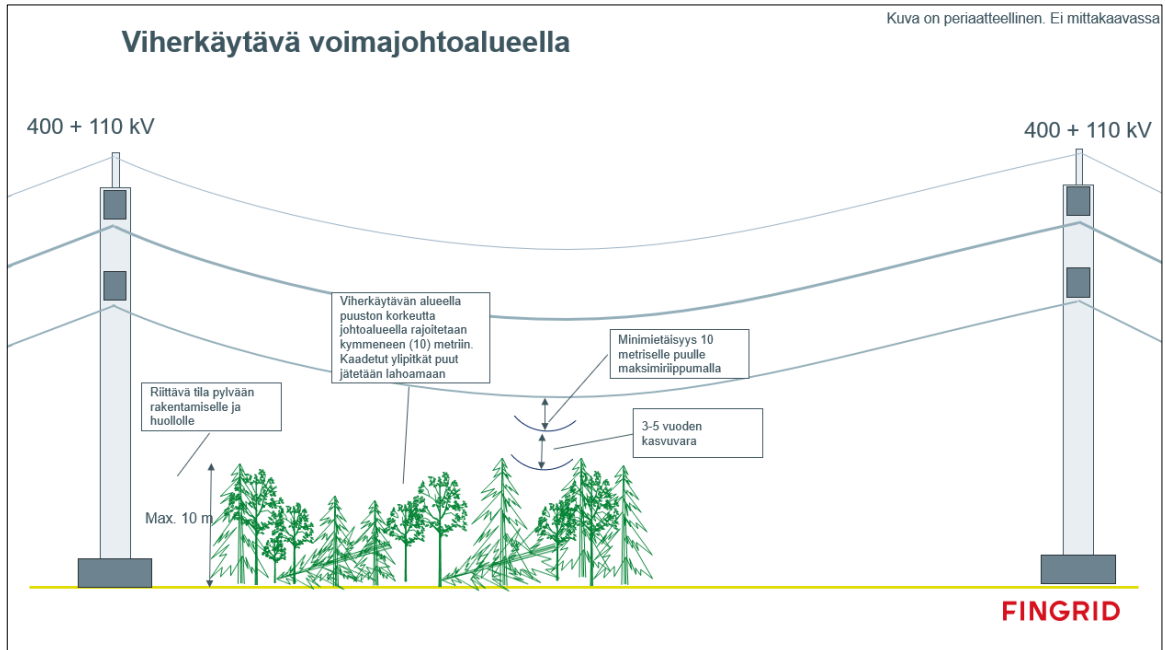 Kuva on periaatteellinen. Ei mittakaavassa
Viherkäytävä voimajohtoalueella
400 + 110 kV
400 + 110 kV
Viherkäytävän alueella
puuston korkeutta
johtoalueella rajoitetaan
kymmeneen (10) metriin.
Kaadetut ylipitkät puut
jätetään lahoamaan
Minimietäisyys 10
metriselle puulle
maksimiriippumalla
Riittävä tila pylvään
rakentamiselle ja
huollolle
3-5 vuoden
kasvuvara
Max. 10 m
FINGRID